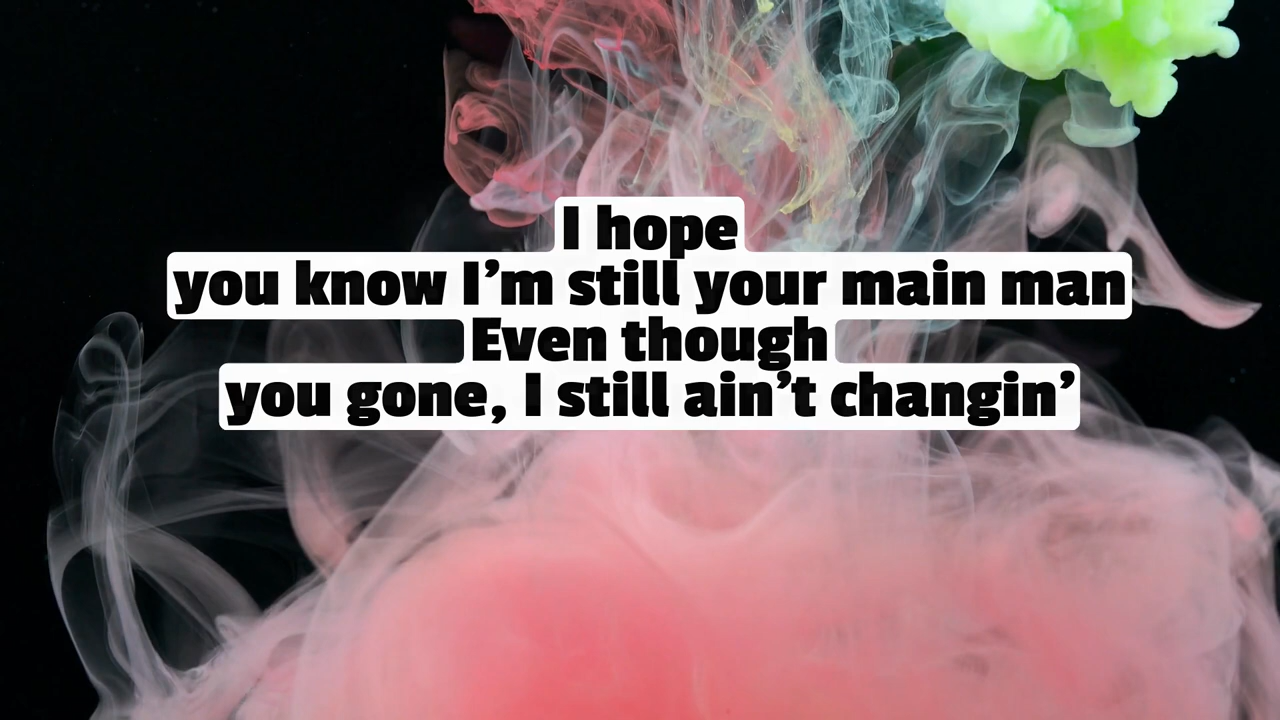 I hope
you know I’m still your main man
Even though
you gone, I still ain’t changin’